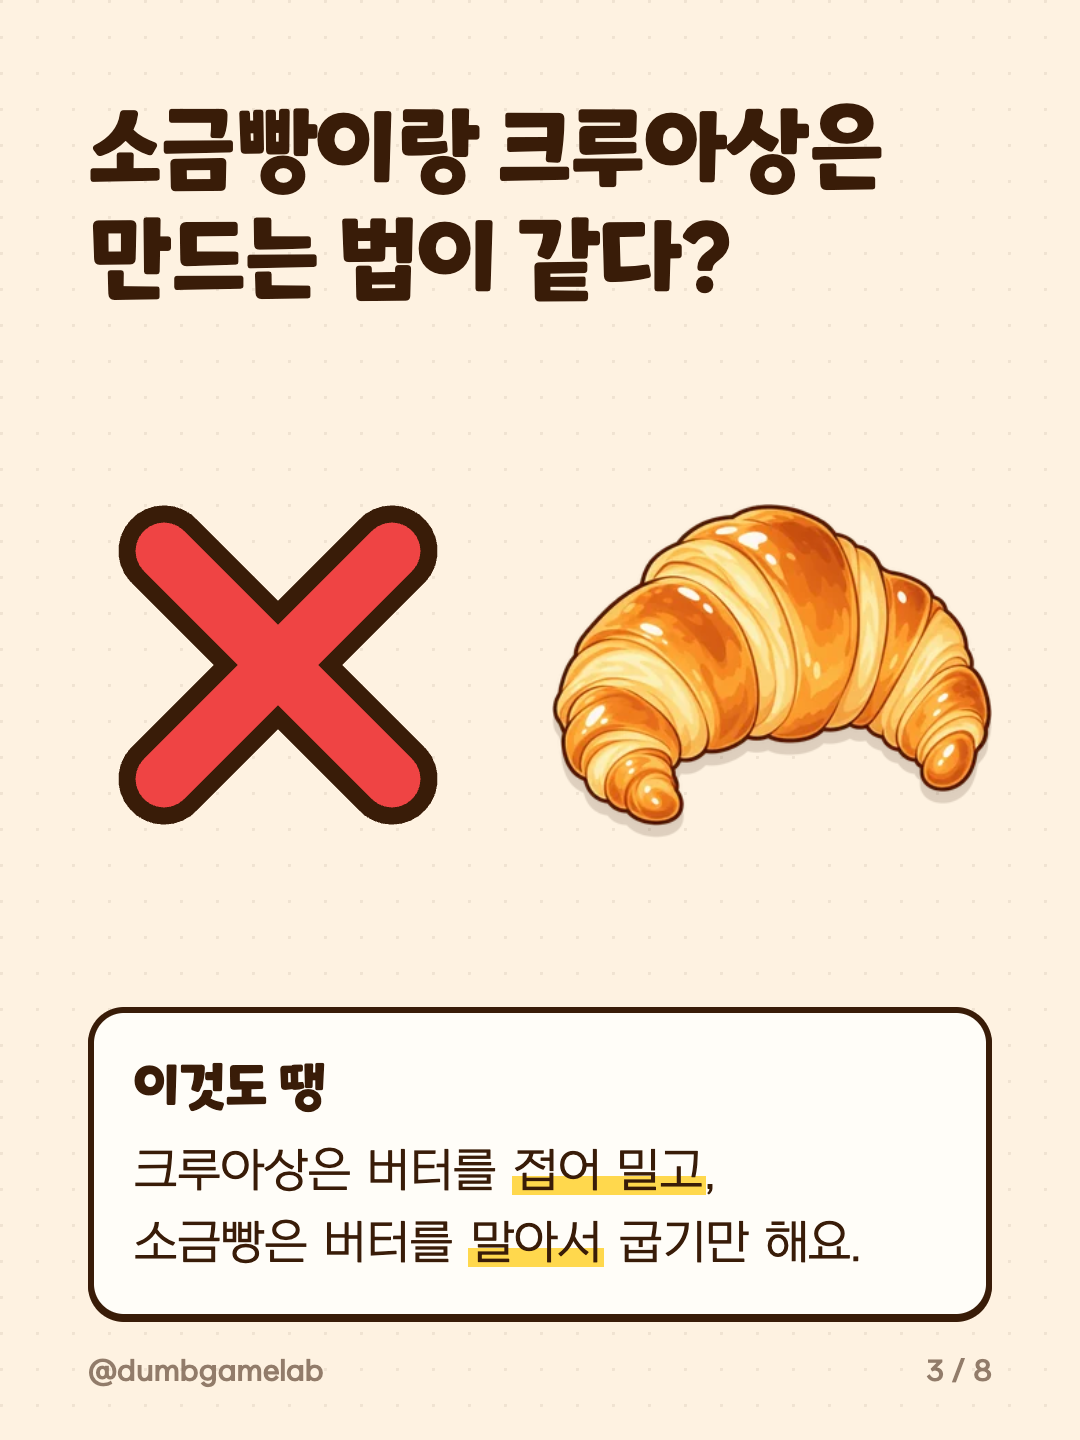 소금빵이랑 크루아상은
만드는 법이 같다?
이것도 땡
크루아상은 버터를 접어 밀고,
소금빵은 버터를 말아서 굽기만 해요.
@dumbgamelab
3 / 8